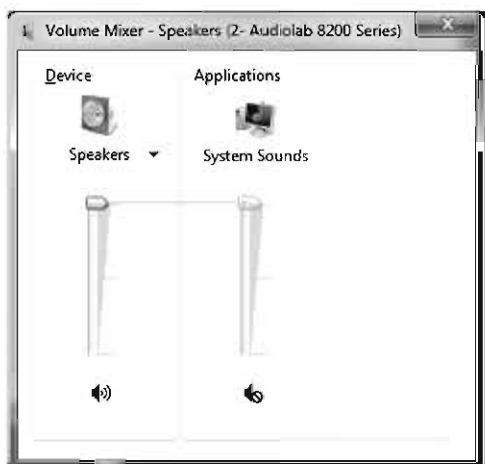 Volume Mixer - Speakers (2- Audiolab 8200 Series)
Device
Applications
Speakers
System Sounds